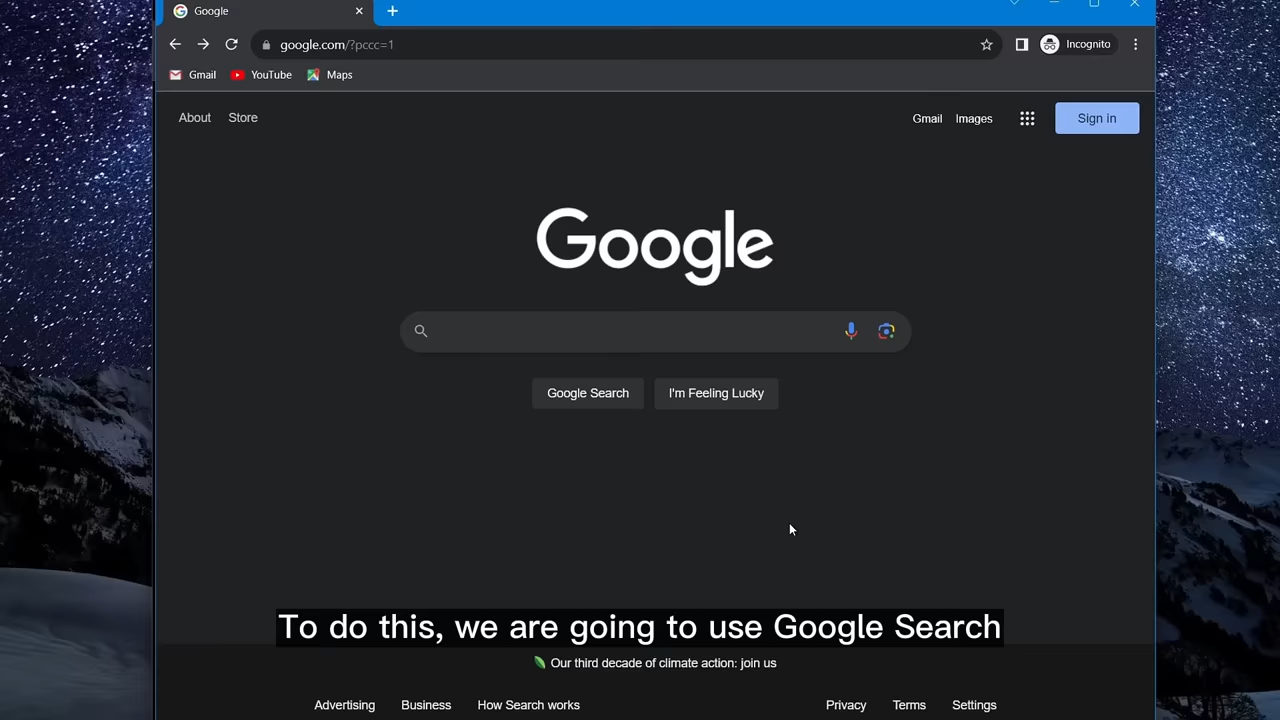 Google
google.com/?pccc=1
Incognito
Gmail YouTube Maps
About Store Gmail Images Sign in
Google
Google Search I'm Feeling Lucky
To do this, we are going to use Google Search
Our third decade of climate action: join us
Advertising Business How Search works Privacy Terms Settings